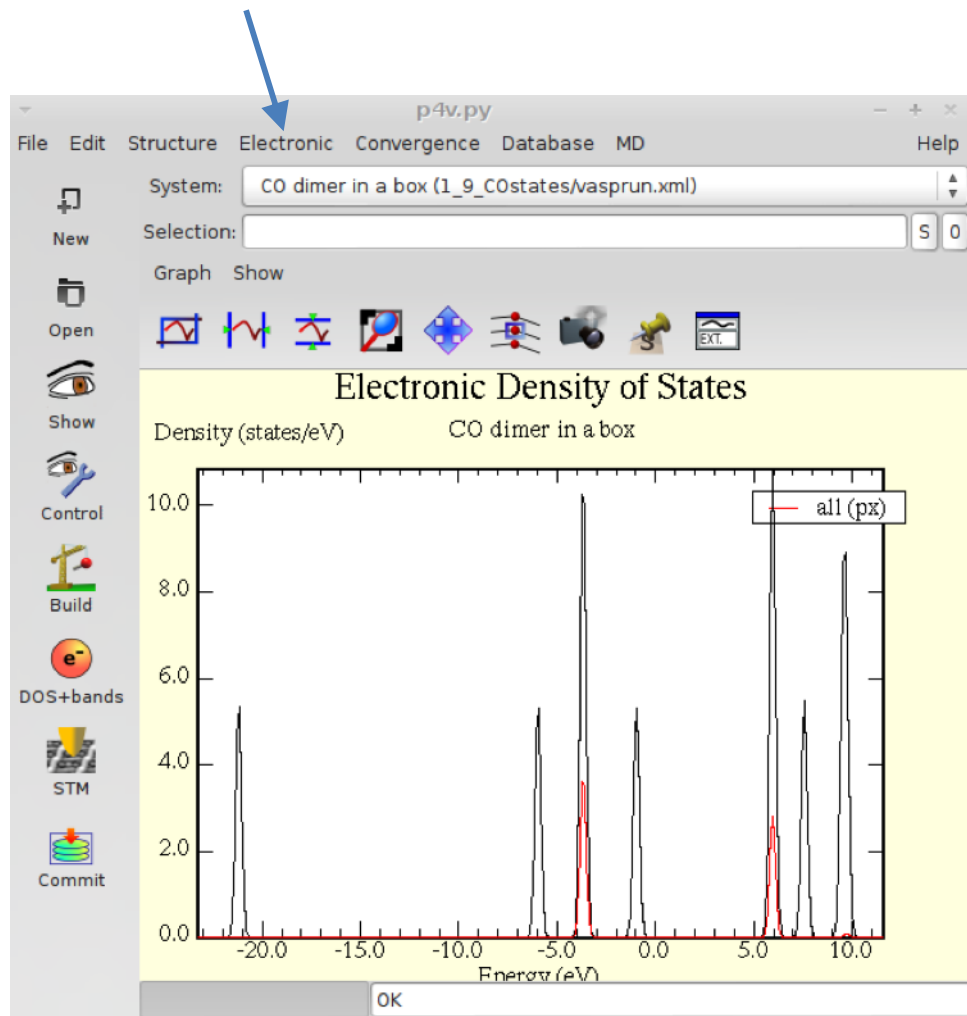 p4v.py
File Edit Structure Electronic Convergence Database MD Help
System: CO dimer in a box (1_9_COstates/vasprun.xml)
Selection: S 0
Graph Show
New
Open
Show
Control
Build
e-
DOS+bands
STM
Commit
S
EXT.
Electronic Density of States
Density (states/eV) CO dimer in a box
all (px)
10.0
8.0
6.0
4.0
2.0
0.0
-20.0 -15.0 -10.0 -5.0 0.0 5.0 10.0
Energy (eV)
OK